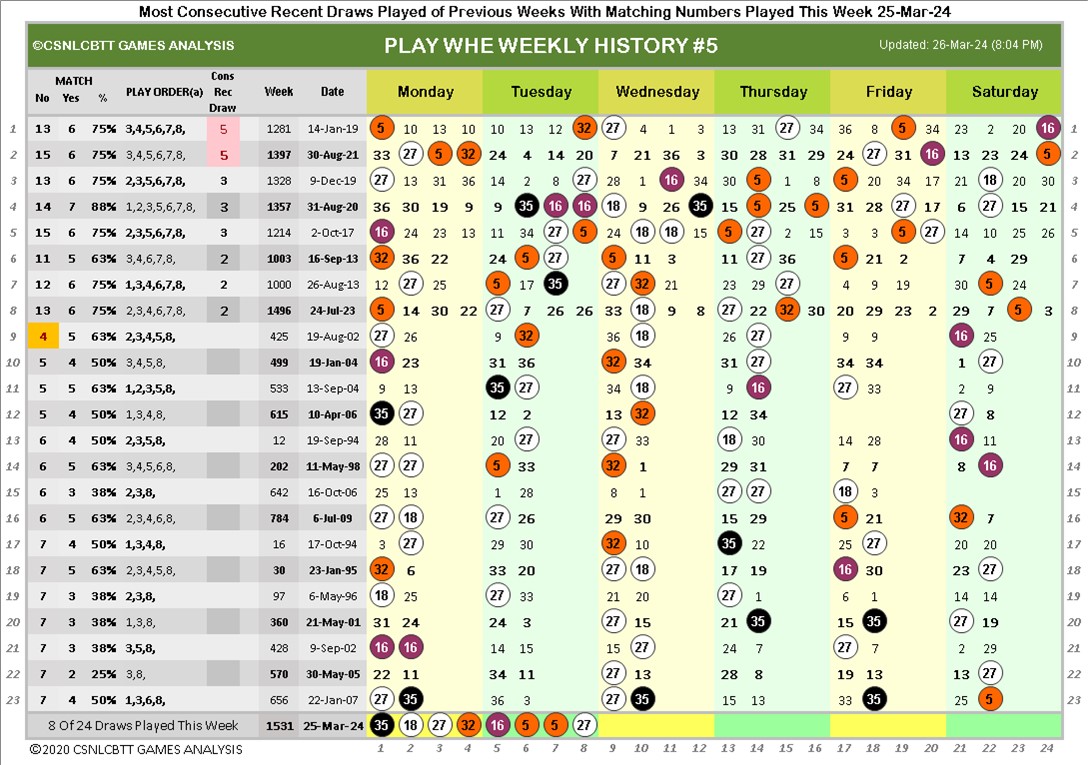 Most Consecutive Recent Draws Played of Previous Weeks With Matching Numbers Played This Week 25-Mar-24
©CSNLCBTT GAMES ANALYSIS PLAY WHE WEEKLY HISTORY #5 Updated: 26-Mar-24 (8:04 PM)
No MATCH Yes % PLAY ORDER(a) Cons Rec Draw Week Date Monday Tuesday Wednesday Thursday Friday Saturday
1 13 6 75% 3,4,5,6,7,8, 5 1281 14-Jan-19 5 10 13 10 10 13 12 32 27 4 1 3 13 31 27 34 36 8 5 34 23 2 20 16 1
2 15 6 75% 3,4,5,6,7,8, 5 1397 30-Aug-21 33 27 5 32 24 4 14 20 7 21 36 3 30 28 31 29 24 27 31 16 13 23 24 5 2
3 13 6 75% 2,3,5,6,7,8, 3 1328 9-Dec-19 27 13 31 36 14 2 8 27 28 1 16 34 30 5 1 8 5 20 34 17 21 18 20 30 3
4 14 7 88% 1,2,3,5,6,7,8, 3 1357 31-Aug-20 36 30 19 9 9 35 16 16 18 9 26 35 15 5 25 5 31 28 27 17 6 27 15 21 4
5 15 6 75% 2,3,5,6,7,8, 3 1214 2-Oct-17 16 24 23 13 11 34 27 5 24 18 18 15 5 27 2 15 3 3 5 27 14 10 25 26 5
6 11 5 63% 3,4,6,7,8, 2 1003 16-Sep-13 32 36 22 24 5 27 5 11 3 11 27 36 5 21 2 7 4 29 6
7 12 6 75% 1,3,4,6,7,8, 2 1000 26-Aug-13 12 27 25 5 17 35 27 32 21 23 27 27 4 9 19 30 5 24 7
8 13 6 75% 2,3,4,6,7,8, 2 1496 24-Jul-23 5 14 30 22 27 7 26 26 33 18 9 8 27 22 32 30 20 29 23 2 29 7 5 3 8
9 4 5 63% 2,3,4,5,8, 425 19-Aug-02 27 26 9 32 36 18 26 27 9 9 16 25 9
10 5 4 50% 3,4,5,8, 499 19-Jan-04 16 23 31 36 32 34 31 27 34 34 1 27 10
11 5 5 63% 1,2,3,5,8, 533 13-Sep-04 9 13 35 27 34 18 9 16 27 33 2 9 11
12 5 4 50% 1,3,4,8, 615 10-Apr-06 35 27 12 2 13 32 12 34 27 8 12
13 6 4 50% 2,3,5,8, 12 19-Sep-94 28 11 20 27 27 33 18 30 14 28 16 11 13
14 6 5 63% 3,4,5,6,8, 202 11-May-98 27 27 5 33 32 1 29 31 7 7 8 16 14
15 6 3 38% 2,3,8, 642 16-Oct-06 25 13 1 28 8 1 27 27 18 3 15
16 6 5 63% 2,3,4,6,8, 784 6-Jul-09 27 18 27 26 29 30 15 29 5 21 32 7 16
17 7 4 50% 1,3,4,8, 16 17-Oct-94 3 27 29 30 32 10 35 22 25 27 20 20 17
18 7 5 63% 2,3,4,5,8, 30 23-Jan-95 32 6 33 20 27 18 17 19 16 30 23 27 18
19 7 3 38% 2,3,8, 97 6-May-96 18 25 27 33 21 20 27 1 6 1 14 14 19
20 7 3 38% 1,3,8, 360 21-May-01 31 24 24 3 27 15 21 35 15 35 27 19 20
21 7 3 38% 3,5,8, 428 9-Sep-02 16 16 14 15 15 27 24 7 27 7 2 29 21
22 7 2 25% 3,8, 570 30-May-05 22 11 34 11 27 13 28 8 19 13 13 27 22
23 7 4 50% 1,3,6,8, 656 22-Jan-07 27 35 36 3 27 35 15 13 33 35 25 5 23
8 Of 24 Draws Played This Week 1531 25-Mar-24 35 18 27 32 16 5 5 27
©2020 CSNLCBTT GAMES ANALYSIS 1 2 3 4 5 6 7 8 9 10 11 12 13 14 15 16 17 18 19 20 21 22 23 24